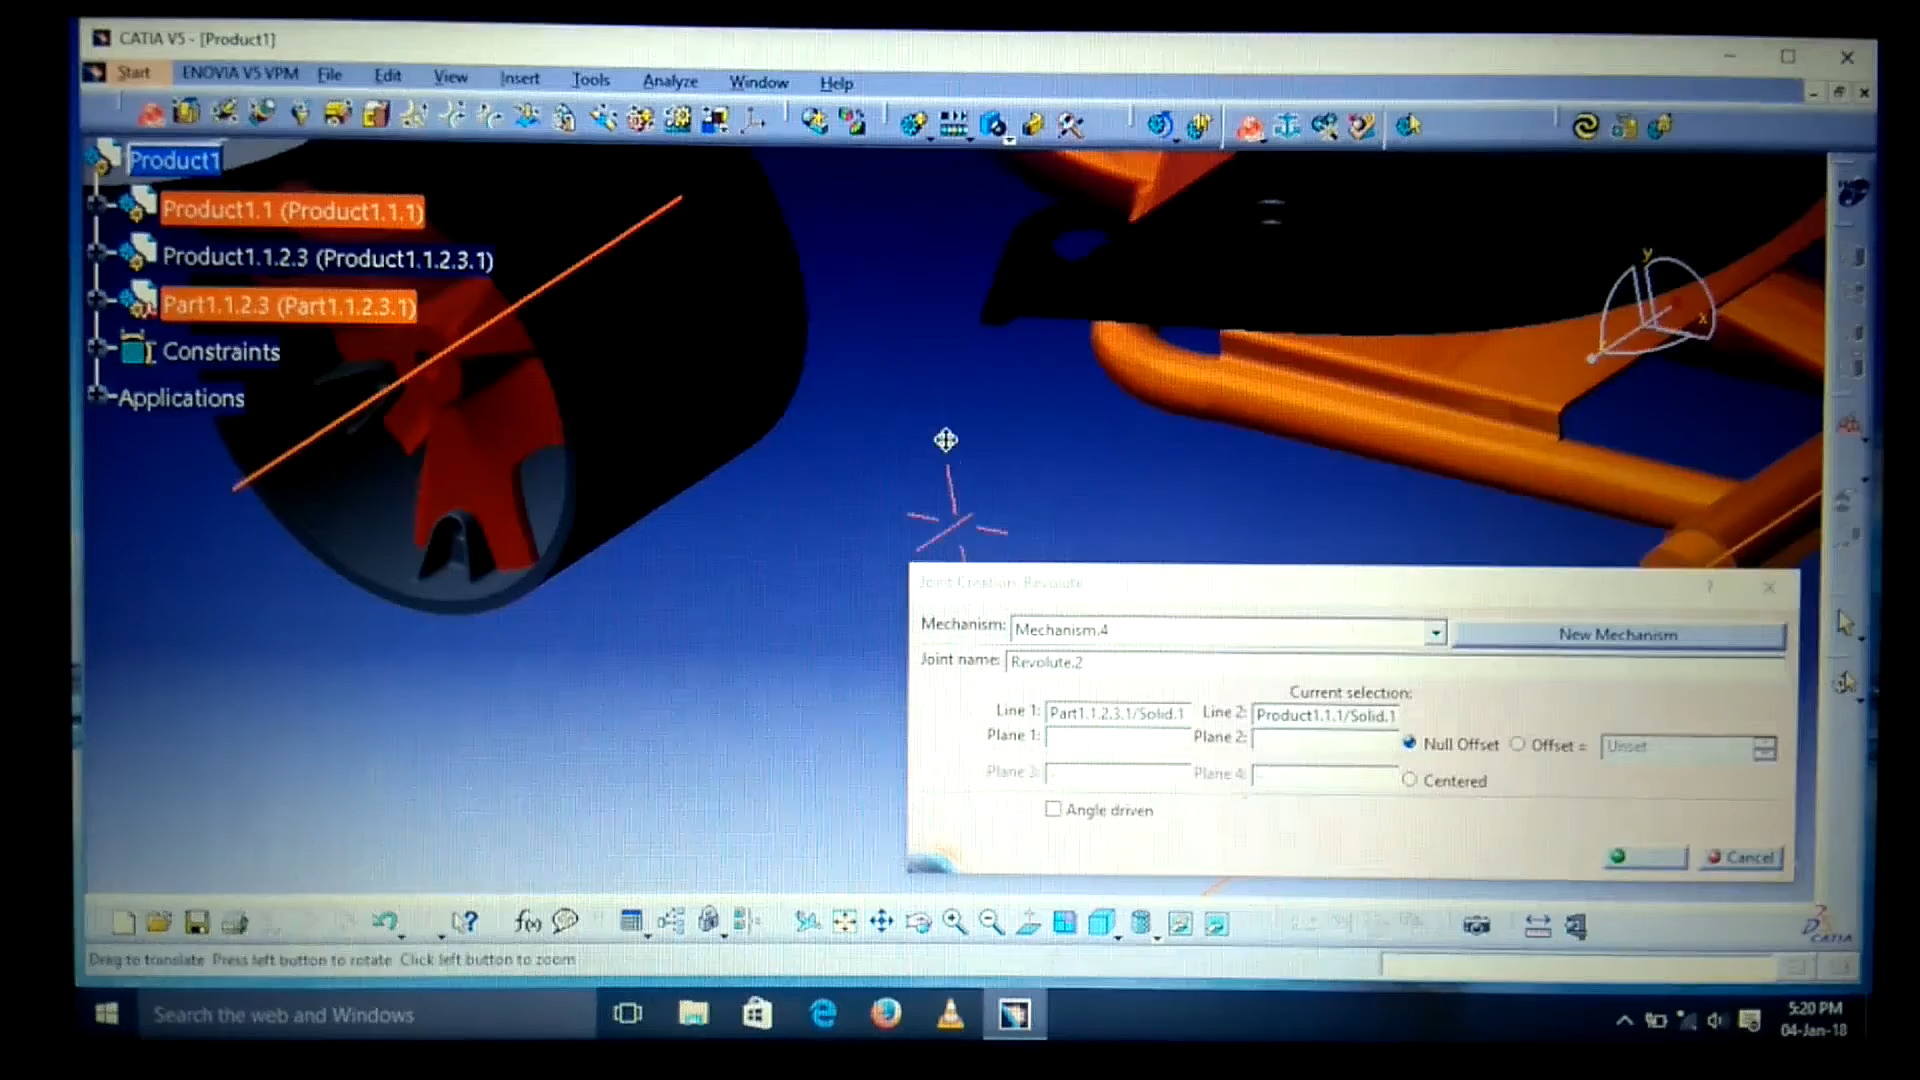 CATIA V5 - [Product1]
Start ENOVIA V5 VPM File Edit View Insert Tools Analyze Window Help
Product1
Product1.1 (Product1.1.1)
Product1.1.2.3 (Product1.1.2.3.1)
Part1.1.2.3 (Part1.1.2.3.1)
Constraints
Applications
y
x
Joint Creation: Revolute
Mechanism: Mechanism.4 New Mechanism
Joint name: Revolute.2
Current selection:
Line 1: Part1.1.2.3.1/Solid.1 Line 2: Product1.1.1/Solid.1
Plane 1: Plane 2: Null Offset Offset = Unset
Plane 3: Plane 4: Centered
Angle driven
Cancel
f(x)
CATIA
Drag to translate Press left button to rotate Click left button to zoom
Search the web and Windows
5:20 PM
04-Jan-18